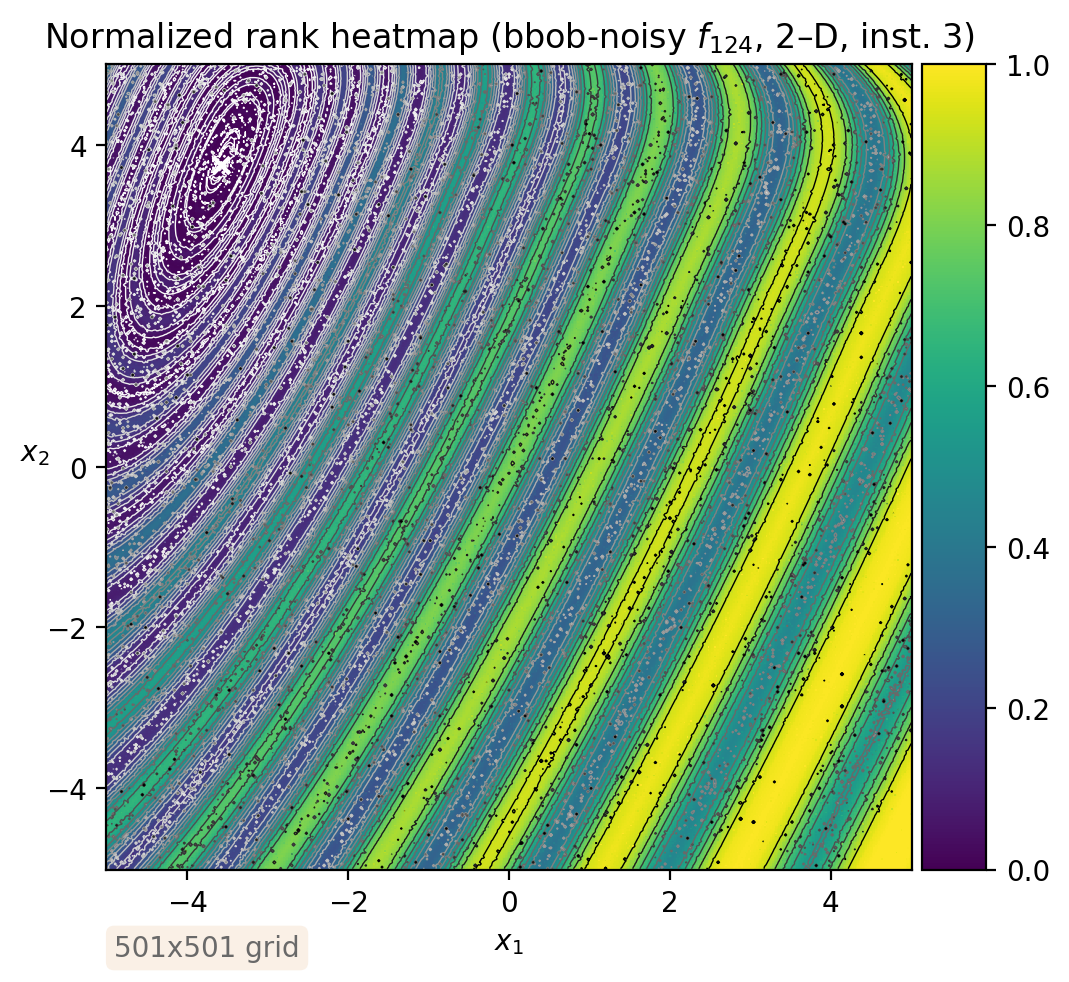 Normalized rank heatmap (bbob-noisy f₁₂₄, 2–D, inst. 3)
1.0
0.8
0.6
0.4
0.2
0.0
4
2
0
−2
−4
x₂
−4 −2 0 2 4
x₁
501x501 grid